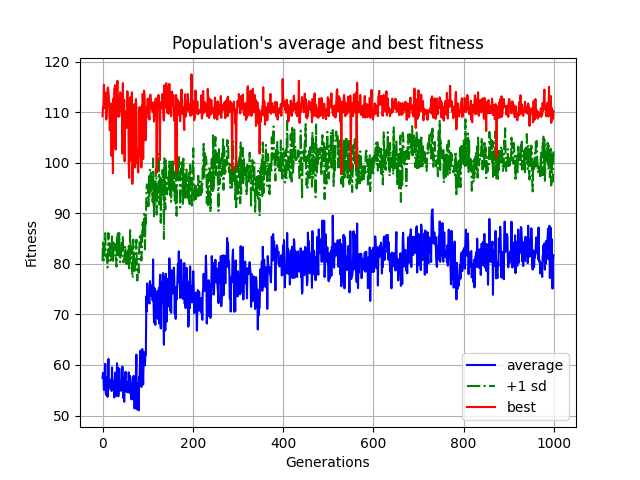 Population's average and best fitness
120
110
100
90
80
70
60
50
Fitness
0 200 400 600 800 1000
Generations
average
+1 sd
best